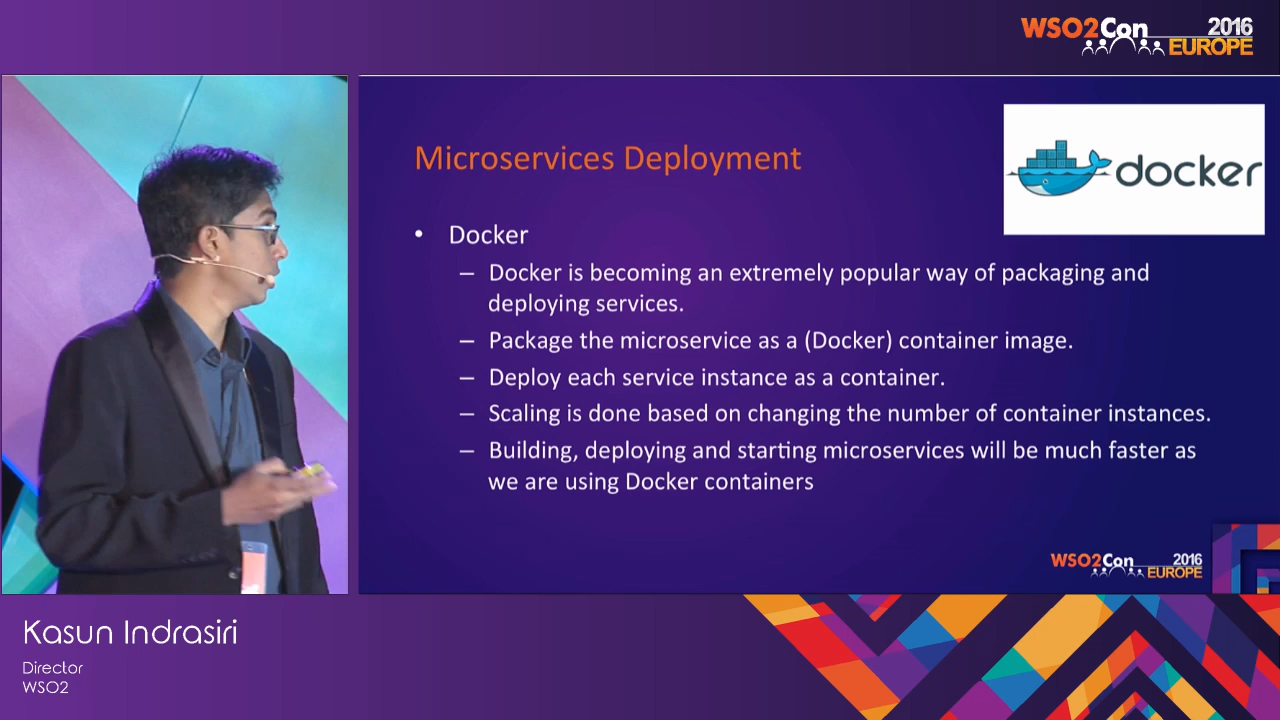 WSO2Con 2016
EUROPE
Microservices Deployment
docker
• Docker
– Docker is becoming an extremely popular way of packaging and
deploying services.
– Package the microservice as a (Docker) container image.
– Deploy each service instance as a container.
– Scaling is done based on changing the number of container instances.
– Building, deploying and starting microservices will be much faster as
we are using Docker containers
WSO2Con 2016
EUROPE
Kasun Indrasiri
Director
WSO2